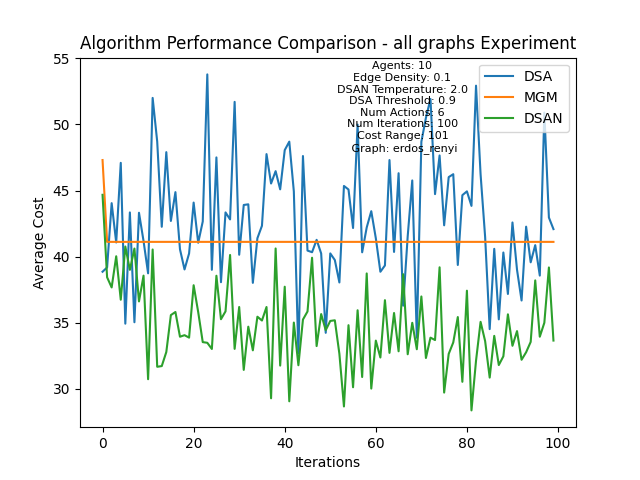 Algorithm Performance Comparison - all graphs Experiment
Agents: 10
Edge Density: 0.1
DSAN Temperature: 2.0
DSA Threshold: 0.9
Num Actions: 6
Num Iterations: 100
Cost Range: 101
Graph: erdos_renyi
DSA
MGM
DSAN
55
50
45
40
35
30
Average Cost
0
20
40
60
80
100
Iterations